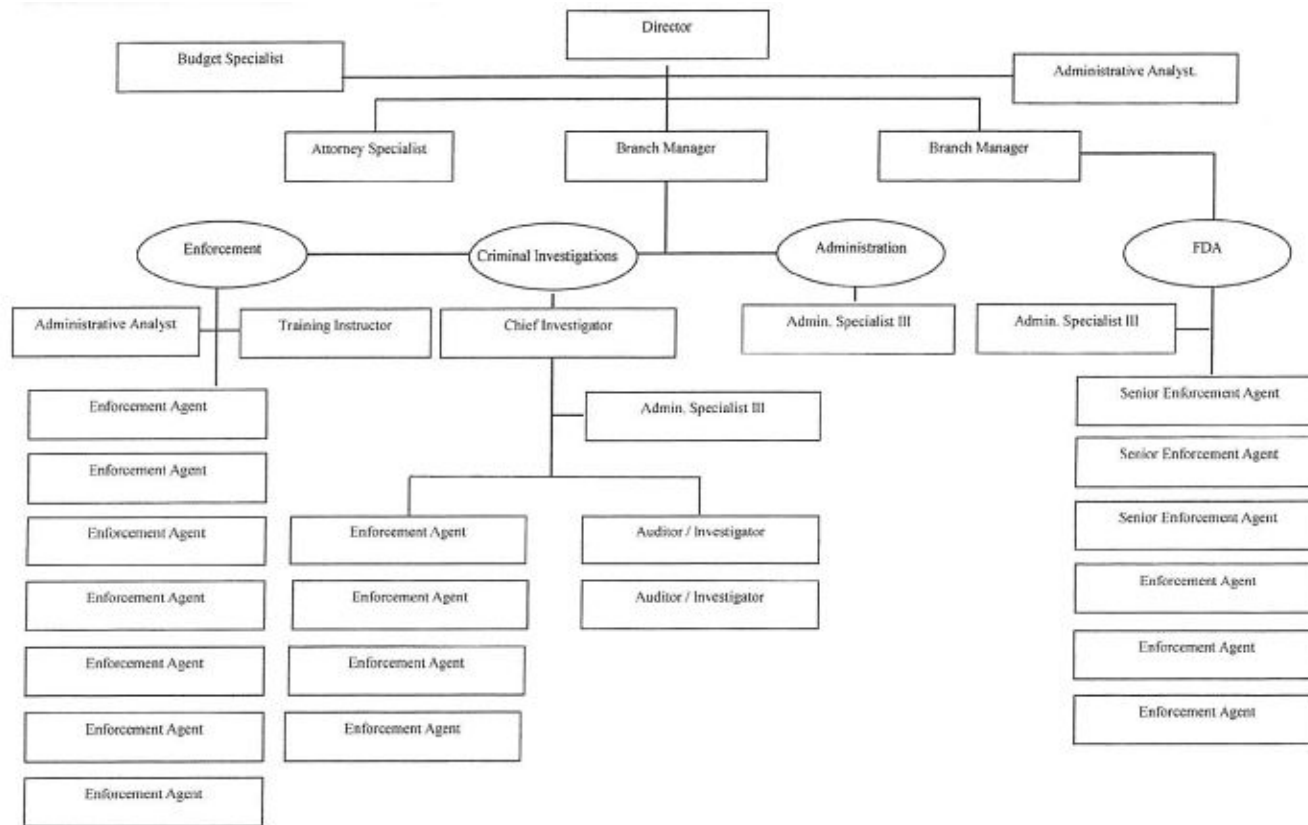 Director
Budget Specialist
Administrative Analyst.
Attorney Specialist
Branch Manager
Branch Manager
Enforcement
Criminal Investigations
Administration
FDA
Administrative Analyst
Training Instructor
Chief Investigator
Admin. Specialist III
Admin. Specialist III
Enforcement Agent
Admin. Specialist III
Senior Enforcement Agent
Enforcement Agent
Senior Enforcement Agent
Enforcement Agent
Enforcement Agent
Auditor / Investigator
Senior Enforcement Agent
Enforcement Agent
Enforcement Agent
Auditor / Investigator
Enforcement Agent
Enforcement Agent
Enforcement Agent
Enforcement Agent
Enforcement Agent
Enforcement Agent
Enforcement Agent
Enforcement Agent